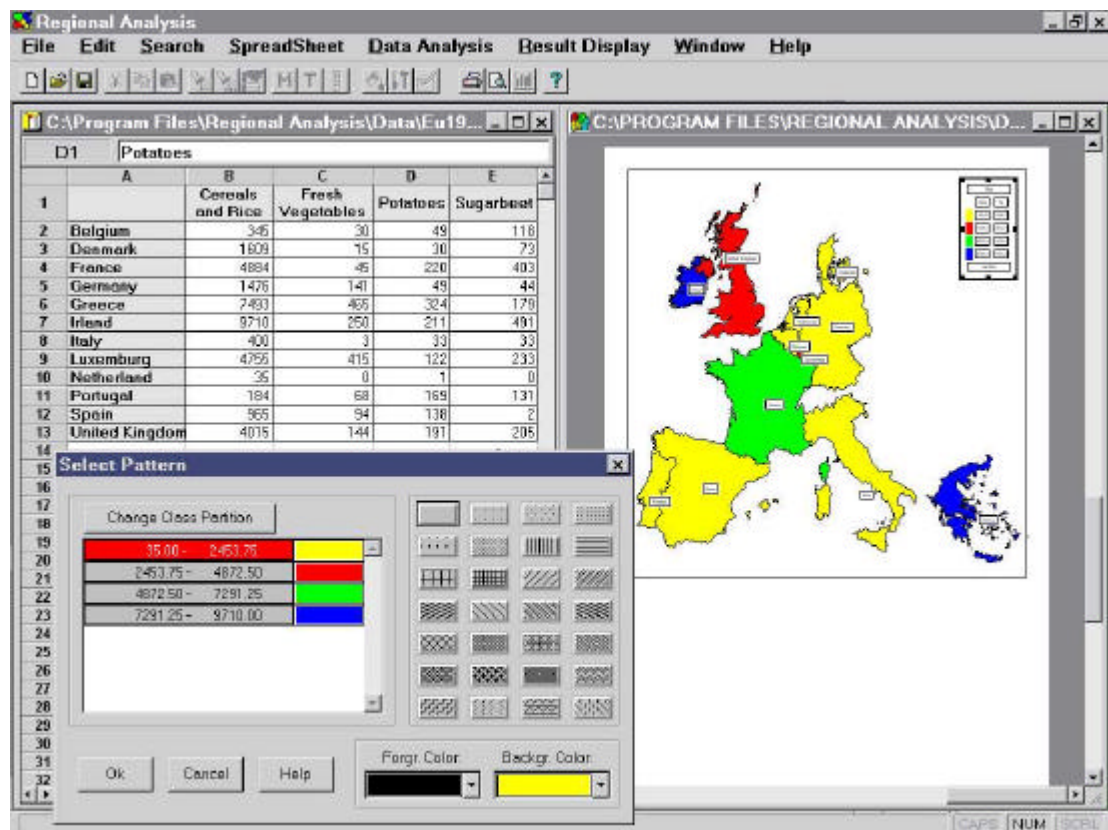 Regional Analysis
File Edit Search SpreadSheet Data Analysis Result Display Window Help
C:\Program Files\Regional Analysis\Data\Eu19...
C:\PROGRAM FILES\REGIONAL ANALYSIS\D...
D1 Potatoes
A B C D E
1 Cereals and Rice Fresh Vegetables Potatoes Sugarbeet
2 Belgium 345 30 49 118
3 Denmark 1609 15 30 73
4 France 4884 45 220 403
5 Germany 1476 141 49 44
6 Greece 7493 465 324 179
7 Irland 9710 250 211 491
8 Italy 400 3 33 33
9 Luxemburg 4755 415 122 233
10 Netherland 35 0 1 0
11 Portugal 184 68 169 131
12 Spain 965 94 138 2
13 United Kingdom 4015 144 191 205
14
15
16
17
18
19
20
21
22
23
24
25
26
27
28
29
30
31
32
Select Pattern
Change Class Partition
35.00 - 2453.75
2453.75 - 4872.50
4872.50 - 7291.25
7291.25 - 9710.00
Forgr. Color Backgr. Color
Ok Cancel Help
CAPS NUM SCRL